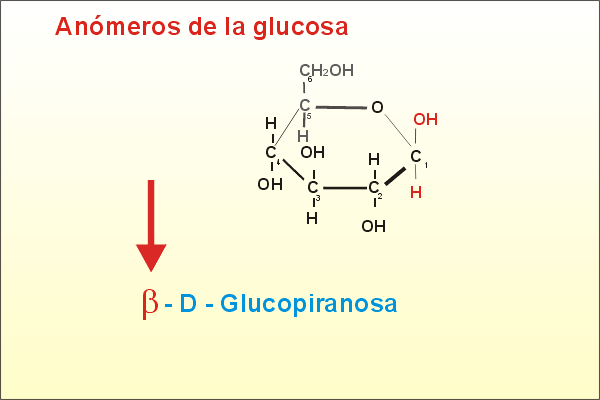 Anómeros de la glucosa
CH₂OH
6
C
5
O
H
H
OH
OH
C
4
H
C
1
OH
C
3
C
2
H
H
OH
β - D - Glucopiranosa